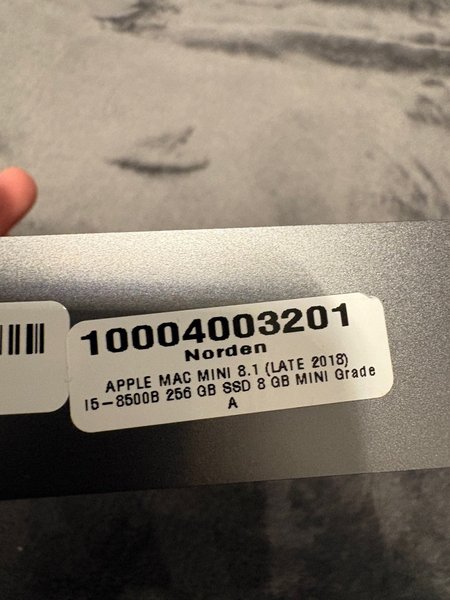 10004003201
Norden
APPLE MAC MINI 8.1 (LATE 2018)
I5-8500B 256 GB SSD 8 GB MINI Grade
A